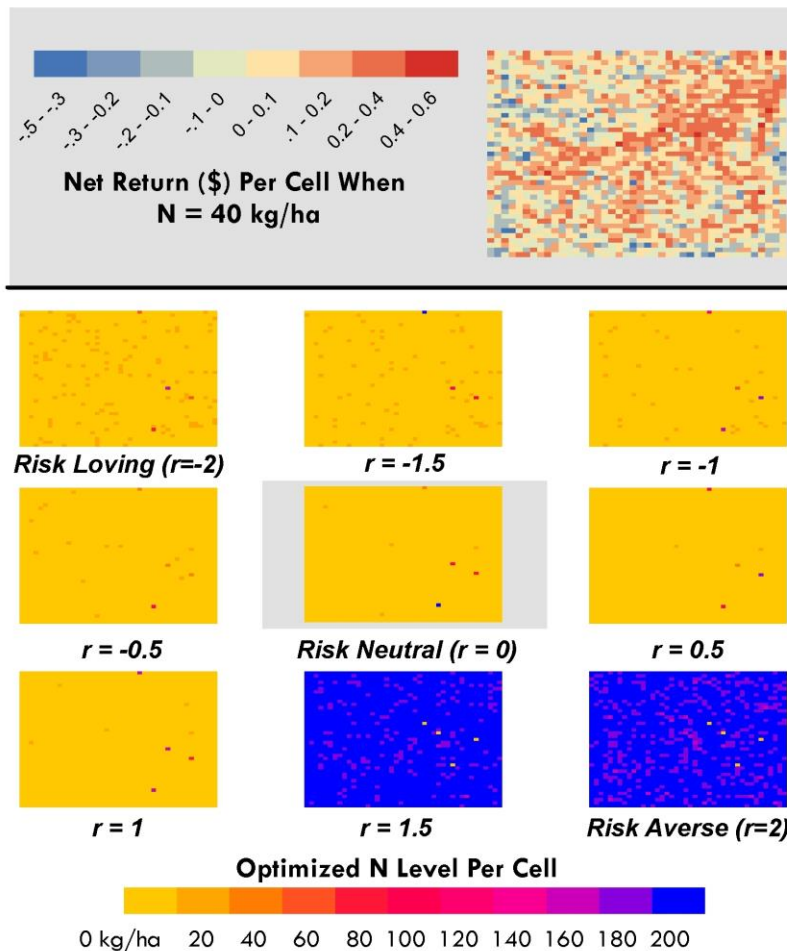 -.5 - -.3
-.3 - -0.2
-.2 - -0.1
-.1 - 0
0 - 0.1
.1 - 0.2
0.2 - 0.4
0.4 - 0.6
Net Return ($) Per Cell When
N = 40 kg/ha
Risk Loving (r=-2)
r = -1.5
r = -1
r = -0.5
Risk Neutral (r = 0)
r = 0.5
r = 1
r = 1.5
Risk Averse (r=2)
Optimized N Level Per Cell
0 kg/ha 20 40 60 80 100 120 140 160 180 200